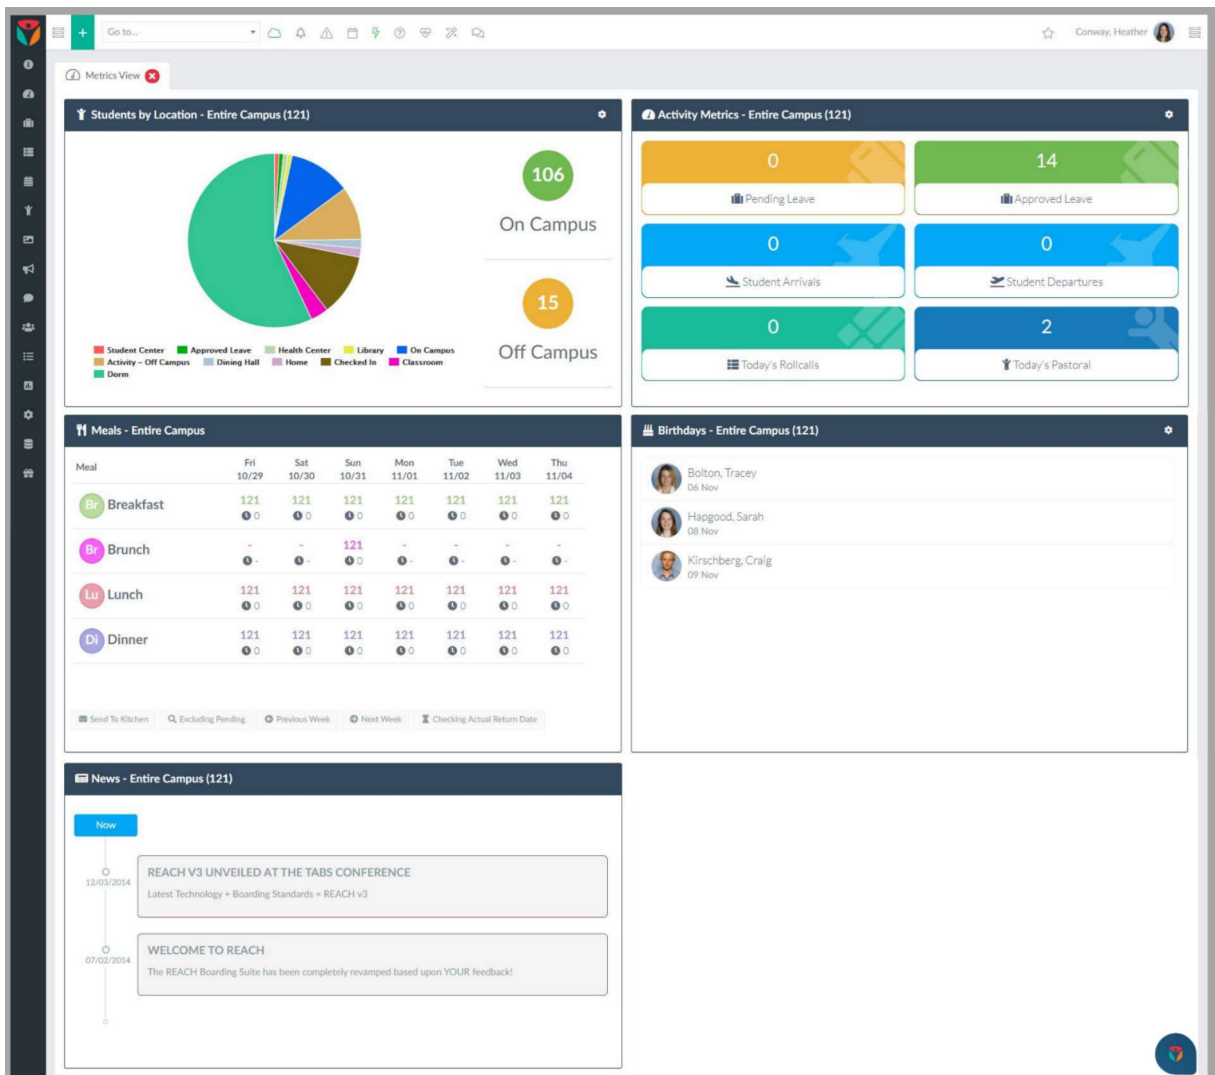 Go to...
Conway, Heather
Metrics View
Students by Location - Entire Campus (121)
106
On Campus
15
Off Campus
Student Center Approved Leave Health Center Library On Campus
Activity – Off Campus Dining Hall Home Checked In Classroom
Dorm
Activity Metrics - Entire Campus (121)
0 14
Pending Leave Approved Leave
0 0
Student Arrivals Student Departures
0 2
Today's Rollcalls Today's Pastoral
Meals - Entire Campus
Meal Fri Sat Sun Mon Tue Wed Thu
10/29 10/30 10/31 11/01 11/02 11/03 11/04
Br Breakfast 121 121 121 121 121 121 121
0 0 0 0 0 0 0
Br Brunch - - 121 - - - -
- - 0 - - - -
Lu Lunch 121 121 121 121 121 121 121
0 0 0 0 0 0 0
Di Dinner 121 121 121 121 121 121 121
0 0 0 0 0 0 0
Send To Kitchen Excluding Pending Previous Week Next Week Checking Actual Return Date
Birthdays - Entire Campus (121)
Bolton, Tracey
06 Nov
Hapgood, Sarah
08 Nov
Kirschberg, Craig
09 Nov
News - Entire Campus (121)
Now
12/03/2014
REACH V3 UNVEILED AT THE TABS CONFERENCE
Latest Technology + Boarding Standards = REACH v3
07/02/2014
WELCOME TO REACH
The REACH Boarding Suite has been completely revamped based upon YOUR feedback!